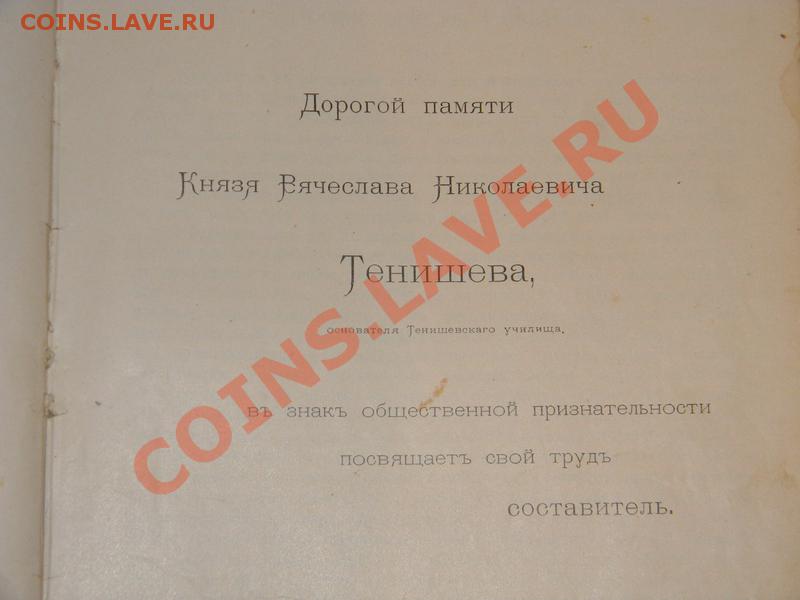 COINS.LAVE.RU
Дорогой памяти
Князя Вячеслава Николаевича
Тенишева,
основателя Тенишевскаго училища.
въ знакъ общественной признательности
посвящаетъ свой трудъ
составитель.
COINS.LAVE.RU